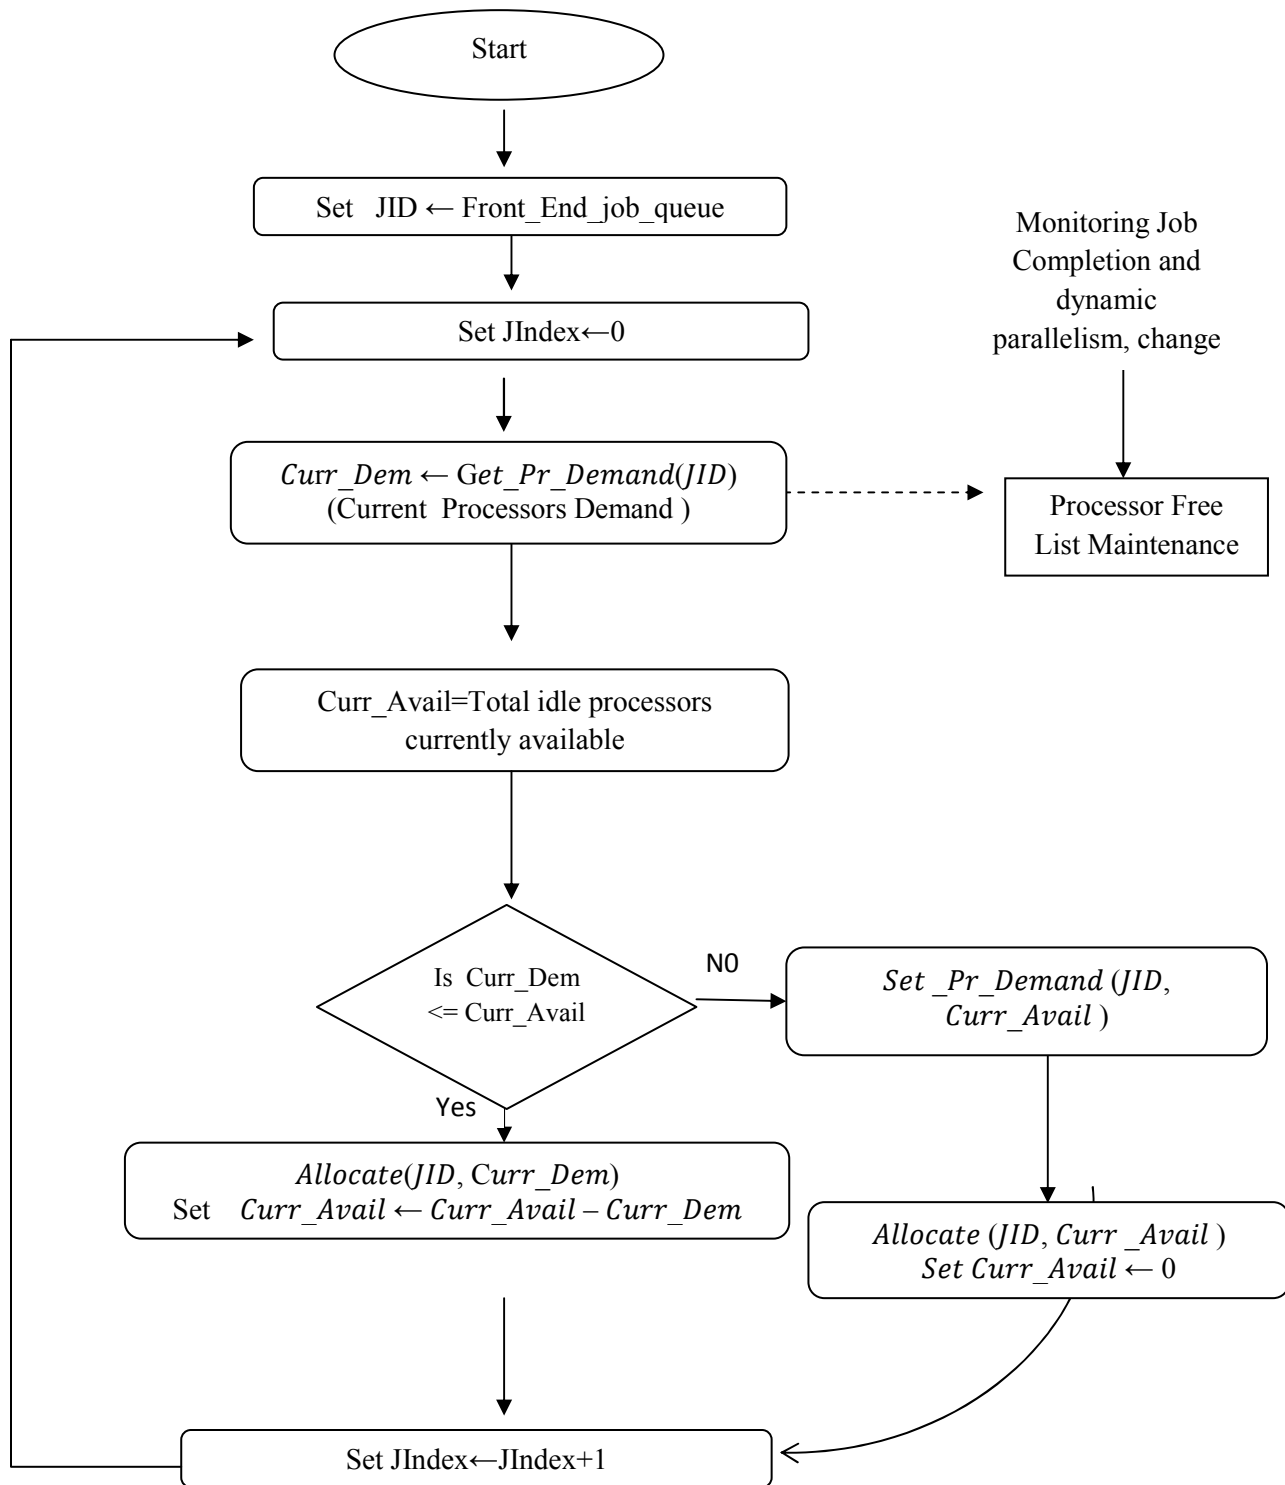 Start
Set JID ← Front_End_job_queue
Monitoring Job
Completion and
dynamic
parallelism, change
Set JIndex←0
Curr_Dem ← Get_Pr_Demand(JID)
(Current Processors Demand )
Processor Free
List Maintenance
Curr_Avail=Total idle processors
currently available
Is Curr_Dem
<= Curr_Avail
N0
Set _Pr_Demand (JID,
Curr_Avail )
Yes
Allocate(JID, Curr_Dem)
Set Curr_Avail ← Curr_Avail – Curr_Dem
Allocate (JID, Curr _Avail )
Set Curr_Avail ← 0
Set JIndex←JIndex+1